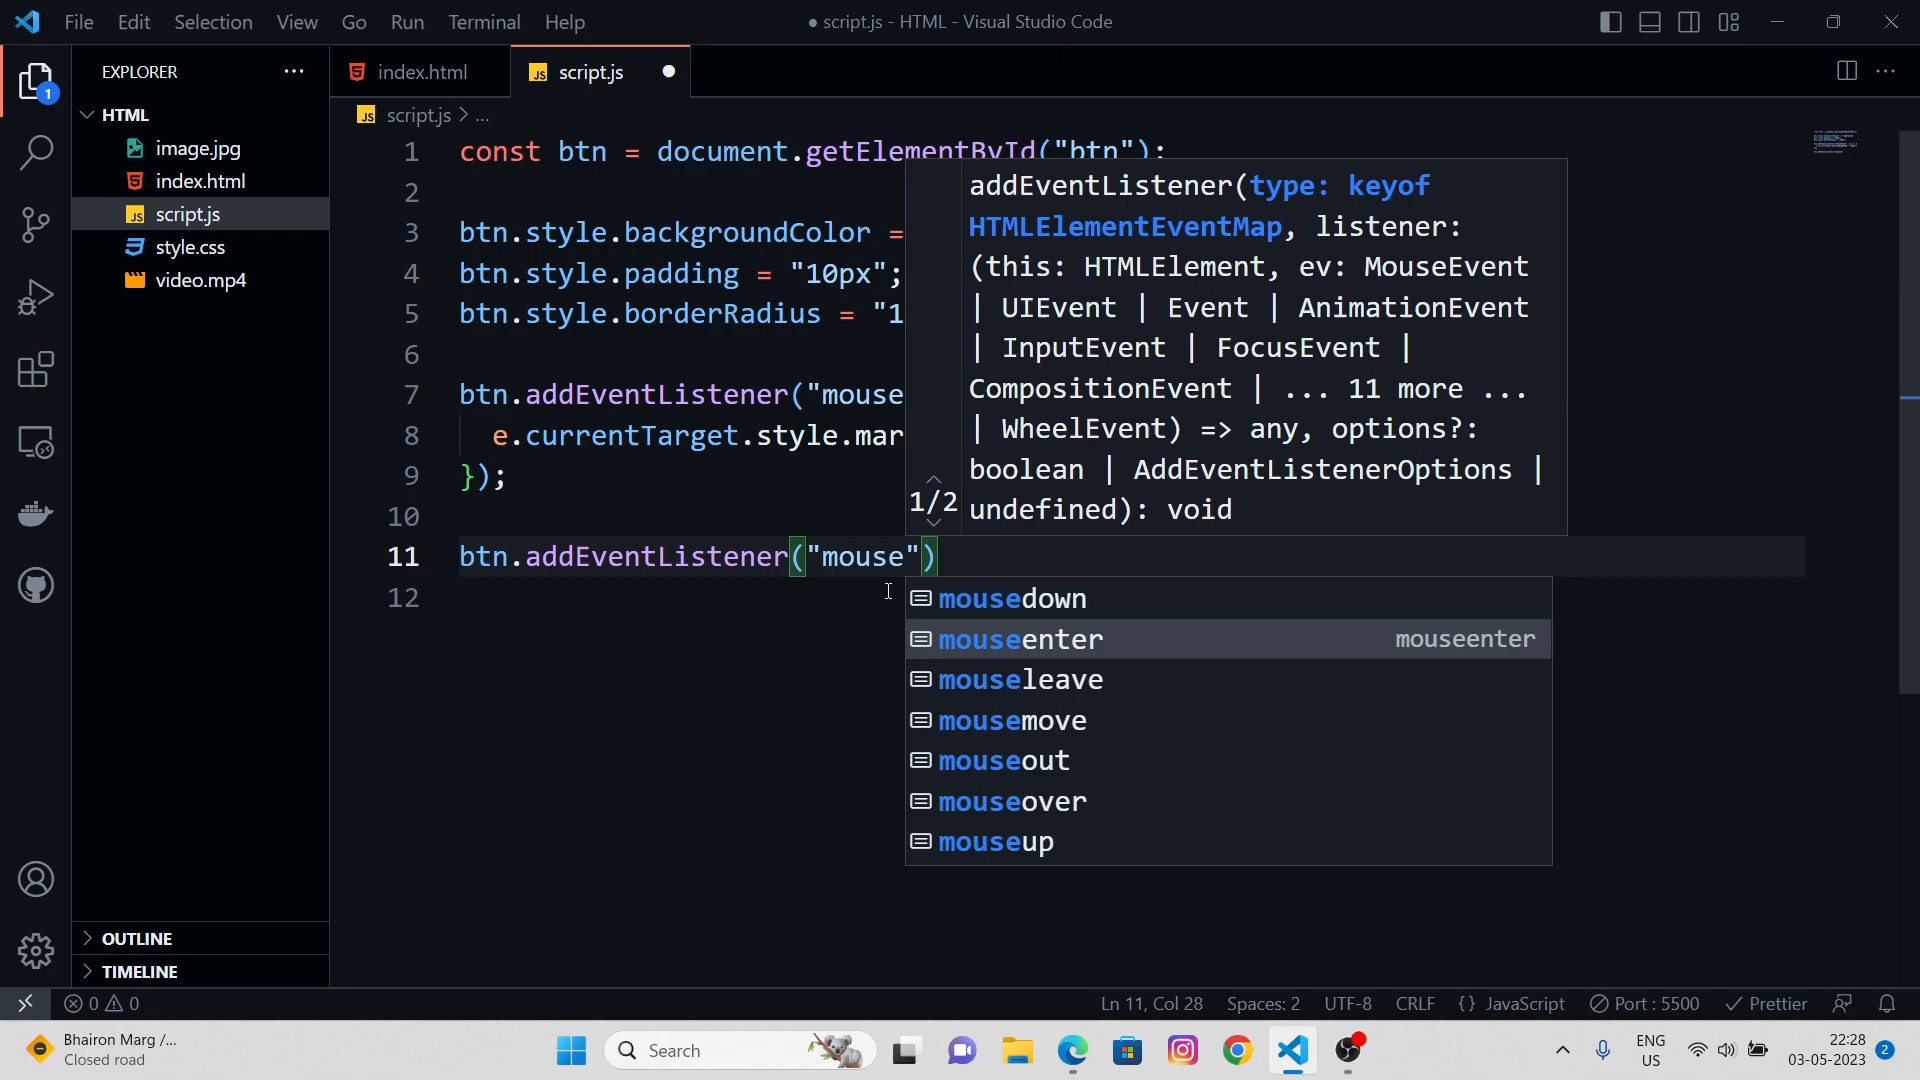 File Edit Selection View Go Run Terminal Help
● script.js - HTML - Visual Studio Code
EXPLORER ...
1
HTML
image.jpg
index.html
JS script.js
style.css
video.mp4
OUTLINE
TIMELINE
index.html
JS script.js ●
JS script.js > ...
1 const btn = document.getElementById("btn");
2
3 btn.style.backgroundColor =
4 btn.style.padding = "10px";
5 btn.style.borderRadius = "1
6
7 btn.addEventListener("mouse
8 e.currentTarget.style.mar
9 });
10
11 btn.addEventListener("mouse")
12
addEventListener(type: keyof
HTMLElementEventMap, listener:
(this: HTMLElement, ev: MouseEvent
| UIEvent | Event | AnimationEvent
| InputEvent | FocusEvent |
CompositionEvent | ... 11 more ...
| WheelEvent) => any, options?:
boolean | AddEventListenerOptions |
1/2 undefined): void
mousedown
mouseenter mouseenter
mouseleave
mousemove
mouseout
mouseover
mouseup
0 0
Ln 11, Col 28 Spaces: 2 UTF-8 CRLF {} JavaScript Port : 5500 Prettier
Bhairon Marg /...
Closed road
Search
ENG
US
22:28
03-05-2023
2